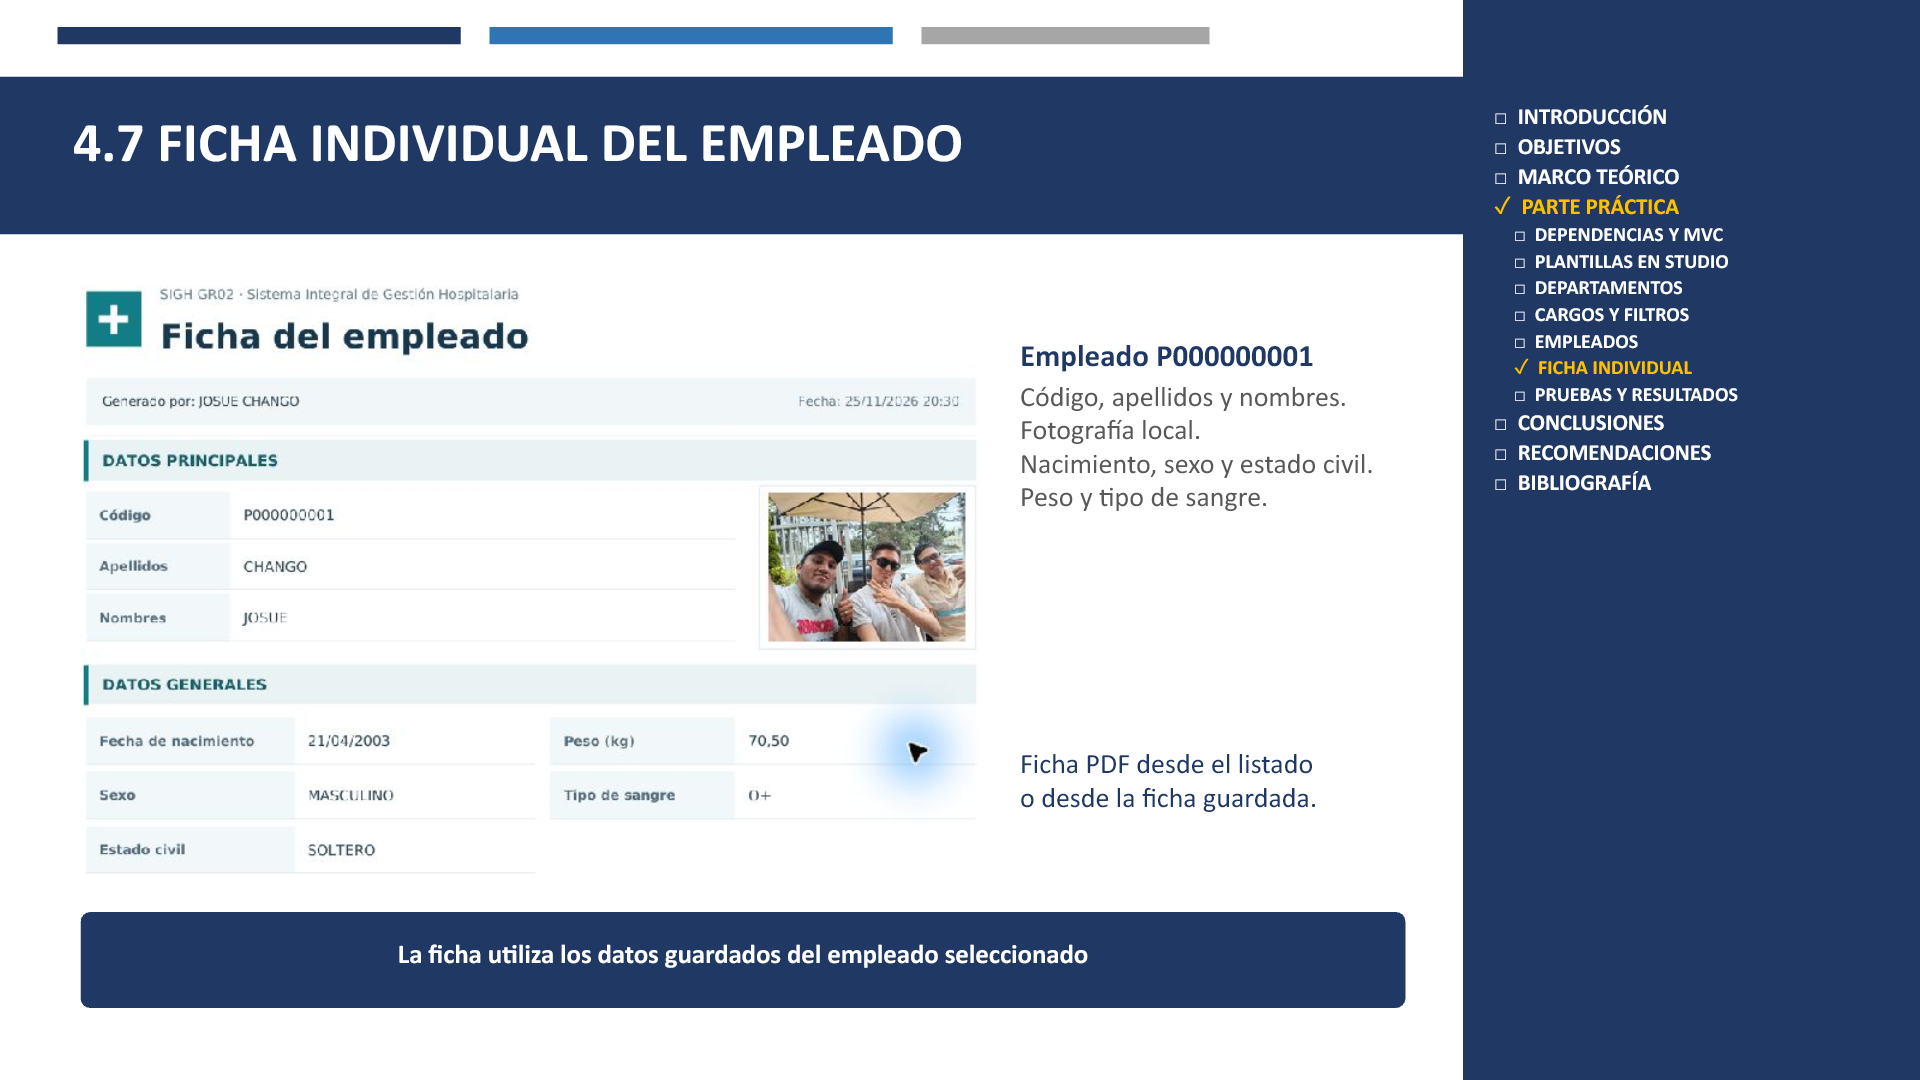 4.7 FICHA INDIVIDUAL DEL EMPLEADO
SIGH GR02 · Sistema Integral de Gestión Hospitalaria
Ficha del empleado
Generado por: JOSUE CHANGO
Fecha: 25/11/2026 20:30
DATOS PRINCIPALES
Código P000000001
Apellidos CHANGO
Nombres JOSUE
DATOS GENERALES
Fecha de nacimiento 21/04/2003
Peso (kg) 70,50
Sexo MASCULINO
Tipo de sangre O+
Estado civil SOLTERO
Empleado P000000001
Código, apellidos y nombres.
Fotografía local.
Nacimiento, sexo y estado civil.
Peso y tipo de sangre.
Ficha PDF desde el listado
o desde la ficha guardada.
La ficha utiliza los datos guardados del empleado seleccionado
□ INTRODUCCIÓN
□ OBJETIVOS
□ MARCO TEÓRICO
✓ PARTE PRÁCTICA
□ DEPENDENCIAS Y MVC
□ PLANTILLAS EN STUDIO
□ DEPARTAMENTOS
□ CARGOS Y FILTROS
□ EMPLEADOS
✓ FICHA INDIVIDUAL
□ PRUEBAS Y RESULTADOS
□ CONCLUSIONES
□ RECOMENDACIONES
□ BIBLIOGRAFÍA